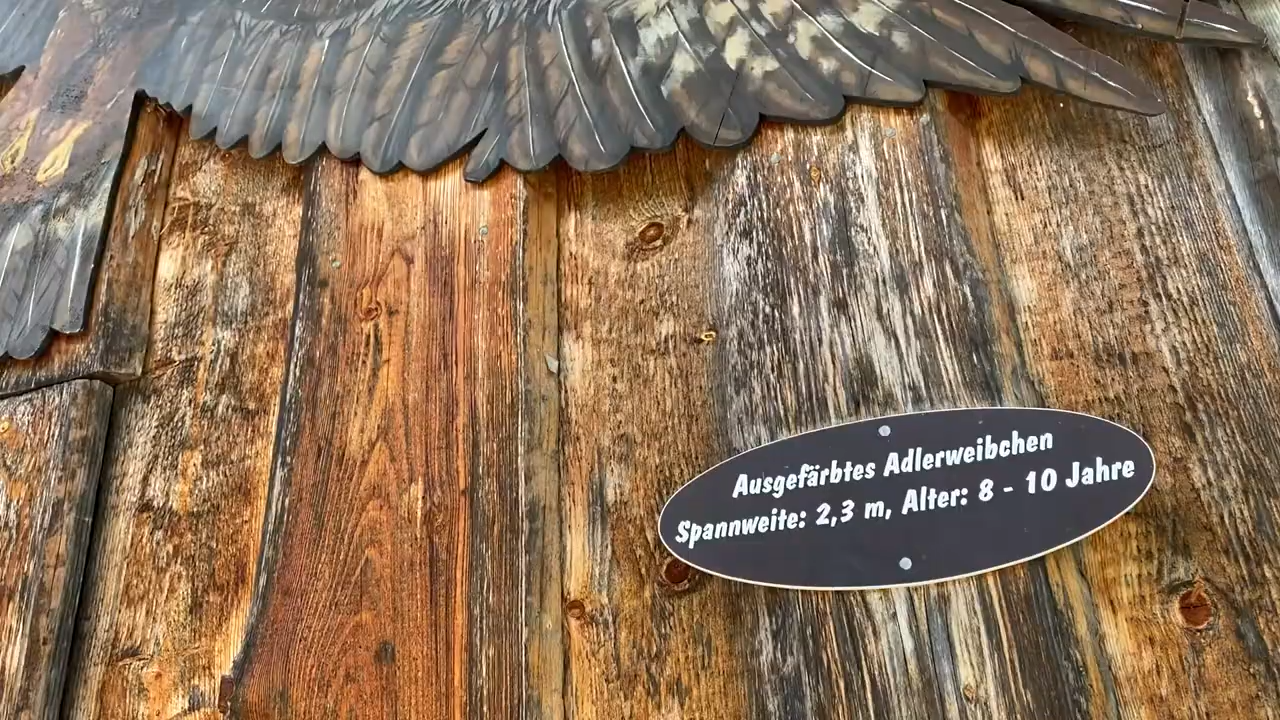 Ausgefärbtes Adlerweibchen
Spannweite: 2,3 m, Alter: 8 - 10 Jahre